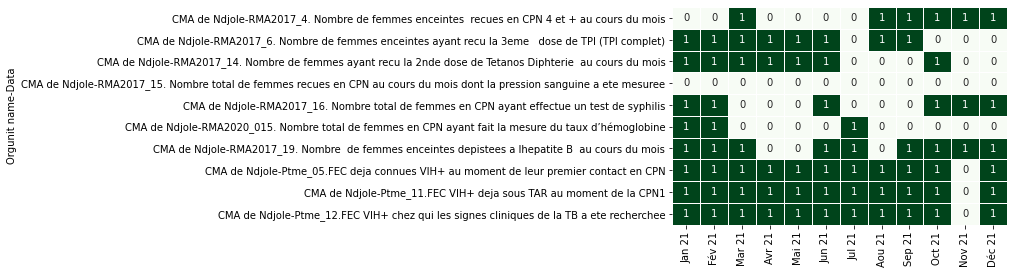 CMA de Ndjole-RMA2017_4. Nombre de femmes enceintes  recues en CPN 4 et + au cours du mois 0 0 1 0 0 0 0 1 1 1 1 1
CMA de Ndjole-RMA2017_6. Nombre de femmes enceintes ayant recu la 3eme   dose de TPI (TPI complet) 1 1 1 1 1 1 0 1 1 0 0 0
CMA de Ndjole-RMA2017_14. Nombre de femmes ayant recu la 2nde dose de Tetanos Diphterie  au cours du mois 1 1 1 1 1 1 0 0 0 1 0 0
CMA de Ndjole-RMA2017_15. Nombre total de femmes recues en CPN au cours du mois dont la pression sanguine a ete mesuree 0 0 0 0 0 0 0 0 0 0 0 0
CMA de Ndjole-RMA2017_16. Nombre total de femmes en CPN ayant effectue un test de syphilis 1 1 0 0 0 1 0 0 0 1 1 1
CMA de Ndjole-RMA2020_015. Nombre total de femmes en CPN ayant fait la mesure du taux d’hémoglobine 1 1 0 0 0 0 1 0 0 0 0 0
CMA de Ndjole-RMA2017_19. Nombre  de femmes enceintes depistees a lhepatite B  au cours du mois 1 1 1 0 0 1 1 0 1 1 1 1
CMA de Ndjole-Ptme_05.FEC deja connues VIH+ au moment de leur premier contact en CPN 1 1 1 1 1 1 1 1 1 1 0 1
CMA de Ndjole-Ptme_11.FEC VIH+ deja sous TAR au moment de la CPN1 1 1 1 1 1 1 1 1 1 1 0 1
CMA de Ndjole-Ptme_12.FEC VIH+ chez qui les signes cliniques de la TB a ete recherchee 1 1 1 1 1 1 1 1 1 1 0 1
Orgunit name-Data
Jan 21 Fév 21 Mar 21 Avr 21 Mai 21 Jun 21 Jul 21 Aou 21 Sep 21 Oct 21 Nov 21 Déc 21